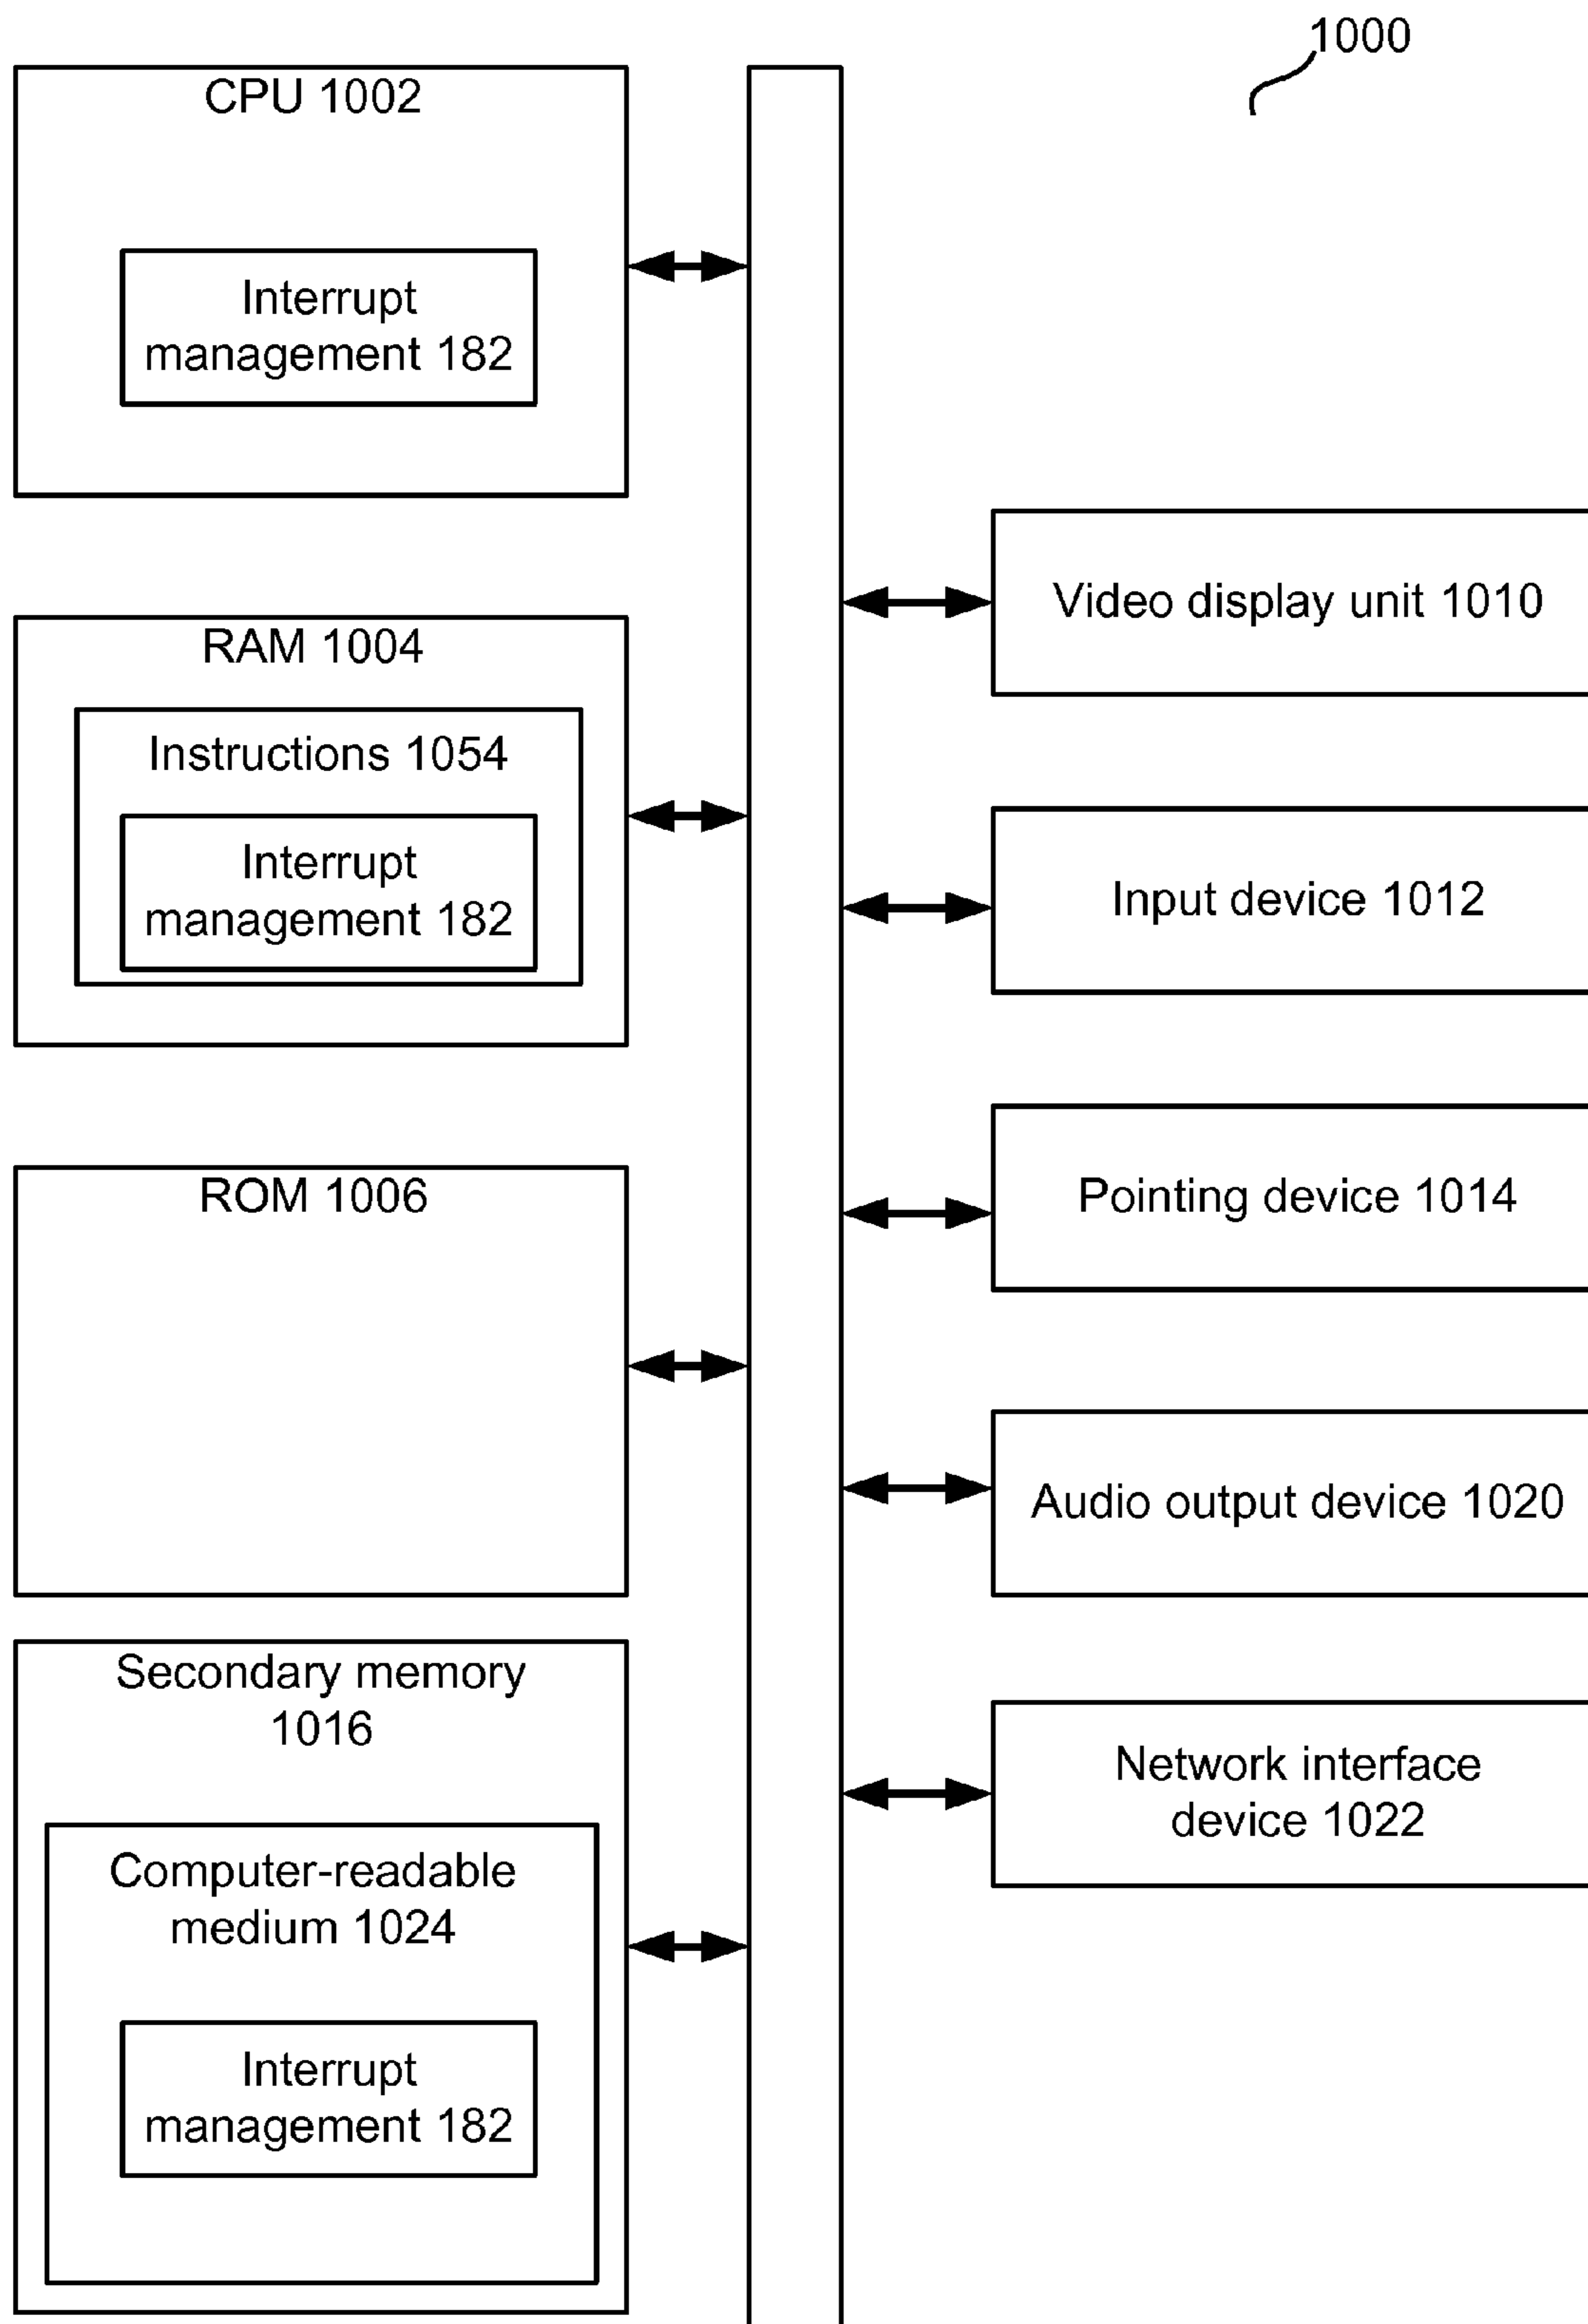 1000
CPU 1002
Interrupt
management 182
RAM 1004
Instructions 1054
Interrupt
management 182
ROM 1006
Secondary memory
1016
Computer-readable
medium 1024
Interrupt
management 182
Video display unit 1010
Input device 1012
Pointing device 1014
Audio output device 1020
Network interface
device 1022